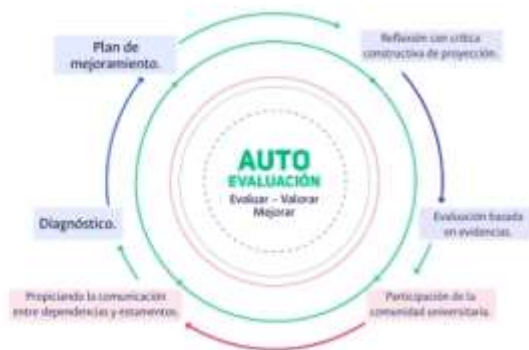 Plan de
mejoramiento.
Reflexión con crítica
constructiva de proyección.
AUTO
EVALUACIÓN
Evaluar – Valorar
Mejorar
Diagnóstico.
Evaluación basada
en evidencias.
Propiciando la comunicación
entre dependencias y estamentos.
Participación de la
comunidad universitaria.